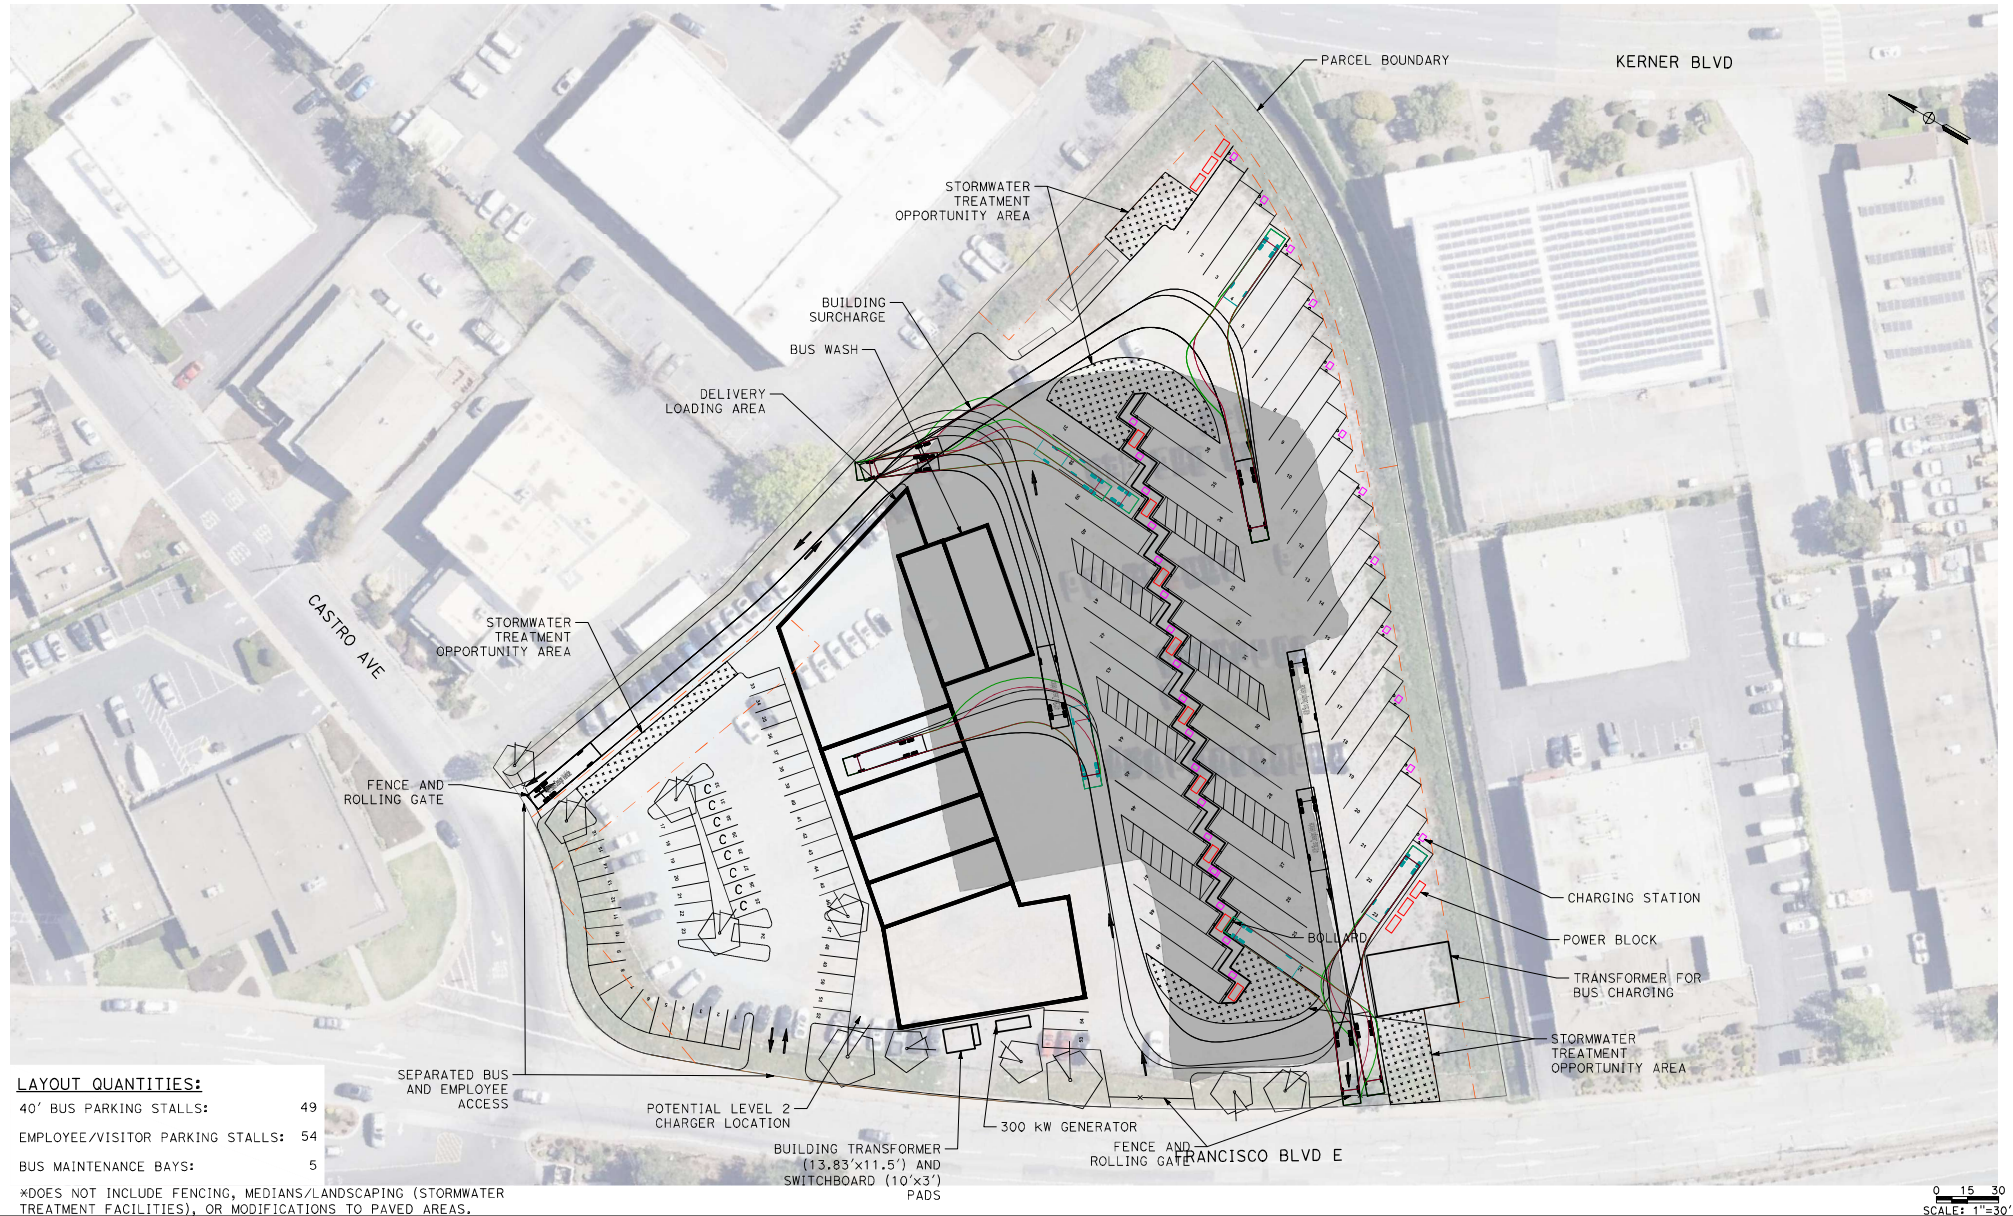 PARCEL BOUNDARY
KERNER BLVD
STORMWATER
TREATMENT
OPPORTUNITY AREA
BUILDING
SURCHARGE
BUS WASH
DELIVERY
LOADING AREA
CASTRO AVE
STORMWATER
TREATMENT
OPPORTUNITY AREA
FENCE AND
ROLLING GATE
C
C
C
C
C
C
C
C
CHARGING STATION
BOLLARD
POWER BLOCK
TRANSFORMER FOR
BUS CHARGING
STORMWATER
TREATMENT
OPPORTUNITY AREA
SEPARATED BUS
AND EMPLOYEE
ACCESS
POTENTIAL LEVEL 2
CHARGER LOCATION
300 kW GENERATOR
BUILDING TRANSFORMER
(13.83'x11.5') AND
SWITCHBOARD (10'x3')
PADS
FENCE AND
ROLLING GATE
FRANCISCO BLVD E
LAYOUT QUANTITIES:
40' BUS PARKING STALLS: 49
EMPLOYEE/VISITOR PARKING STALLS: 54
BUS MAINTENANCE BAYS: 5
*DOES NOT INCLUDE FENCING, MEDIANS/LANDSCAPING (STORMWATER
TREATMENT FACILITIES), OR MODIFICATIONS TO PAVED AREAS.
0 15 30
SCALE: 1"=30'